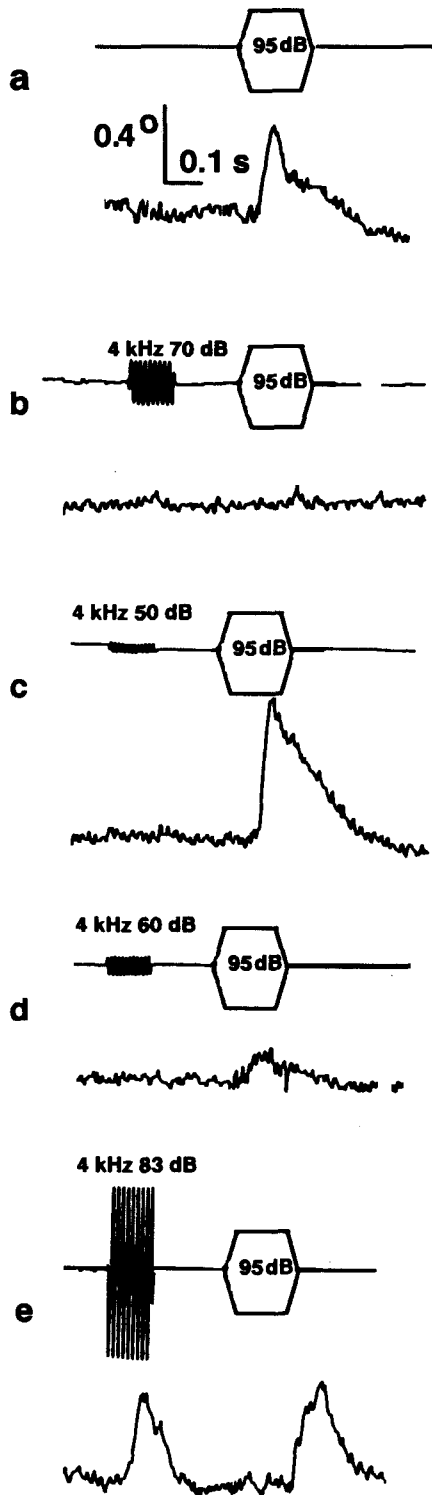 95dB
a
0.4°
0.1 s
4 kHz 70 dB
95dB
b
4 kHz 50 dB
95dB
c
4 kHz 60 dB
95dB
d
4 kHz 83 dB
95dB
e